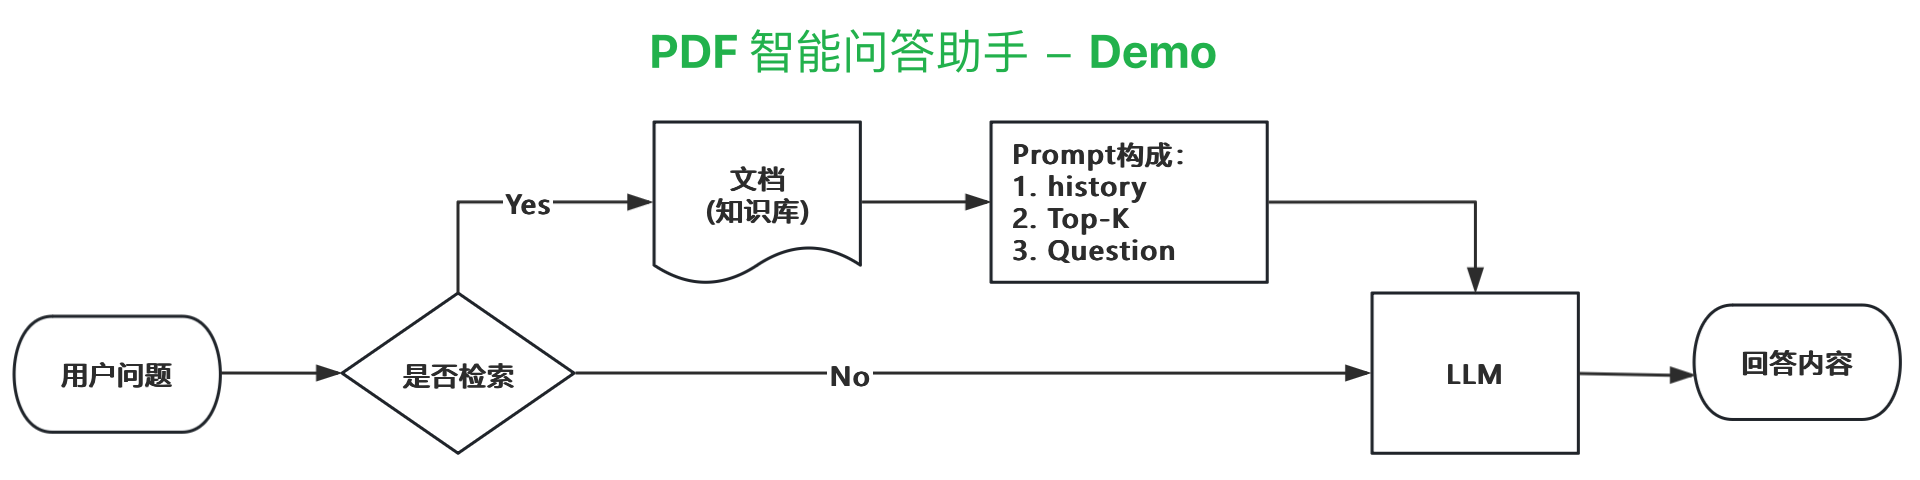 PDF 智能问答助手 – Demo
Yes
文档
(知识库)
Prompt构成：
1. history
2. Top-K
3. Question
用户问题
是否检索
No
LLM
回答内容